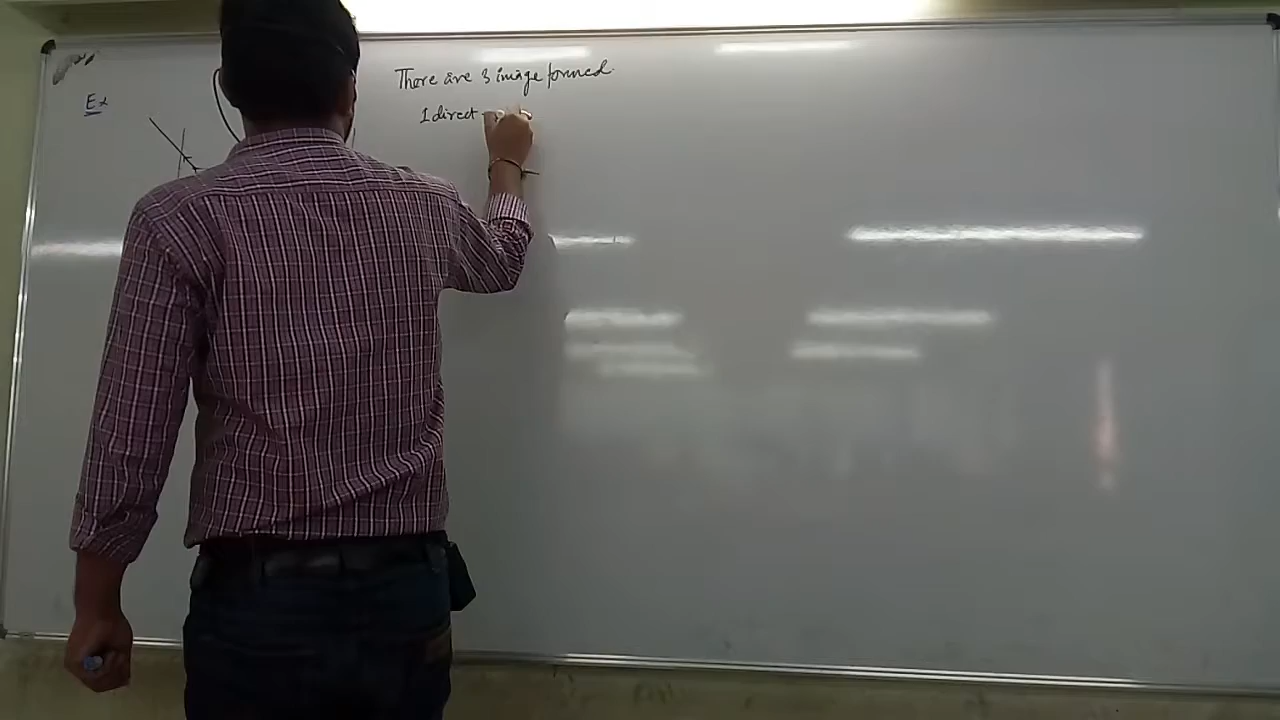 Ex
There are 3 image formed.
1 direct